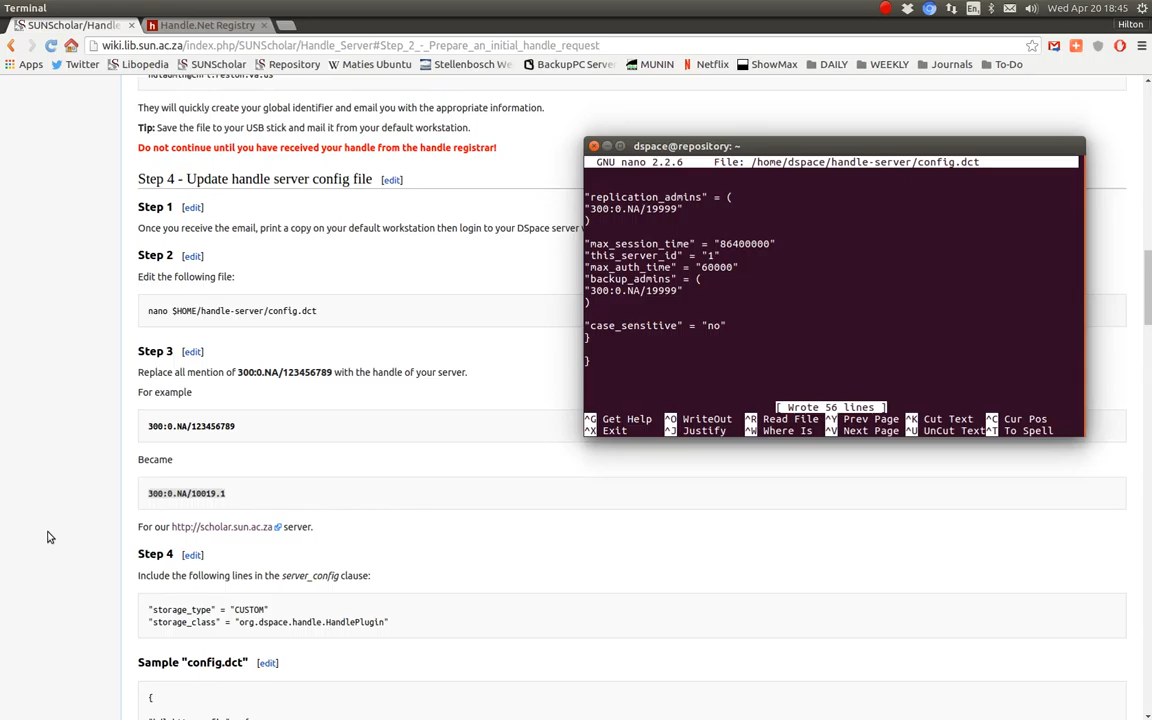 Terminal
En
Wed Apr 20 18:45
SUNScholar/Handle
Handle.Net Registry
Hilton
wiki.lib.sun.ac.za/index.php/SUNScholar/Handle_Server#Step_2_-_Prepare_an_initial_handle_request
Apps
Twitter
Libopedia
SUNScholar
Repository
Maties Ubuntu
Stellenbosch We
BackupPC Server
MUNIN
Netflix
ShowMax
DAILY
WEEKLY
Journals
To-Do
They will quickly create your global identifier and email you with the appropriate information.
Tip: Save the file to your USB stick and mail it from your default workstation.
Do not continue until you have received your handle from the handle registrar!
Step 4 - Update handle server config file [edit]
Step 1 [edit]
Once you receive the email, print a copy on your default workstation then login to your DSpace server
Step 2 [edit]
Edit the following file:
nano $HOME/handle-server/config.dct
Step 3 [edit]
Replace all mention of 300:0.NA/123456789 with the handle of your server.
For example
300:0.NA/123456789
Became
300:0.NA/10019.1
For our http://scholar.sun.ac.za server.
Step 4 [edit]
Include the following lines in the server_config clause:
"storage_type" = "CUSTOM"
"storage_class" = "org.dspace.handle.HandlePlugin"
Sample "config.dct" [edit]
{
dspace@repository: ~
GNU nano 2.2.6 File: /home/dspace/handle-server/config.dct
"replication_admins" = (
"300:0.NA/19999"
)
"max_session_time" = "86400000"
"this_server_id" = "1"
"max_auth_time" = "60000"
"backup_admins" = (
"300:0.NA/19999"
)
"case_sensitive" = "no"
}
}
[ Wrote 56 lines ]
^G Get Help ^O WriteOut ^R Read File ^Y Prev Page ^K Cut Text ^C Cur Pos
^X Exit ^J Justify ^W Where Is ^V Next Page ^U UnCut Text ^T To Spell